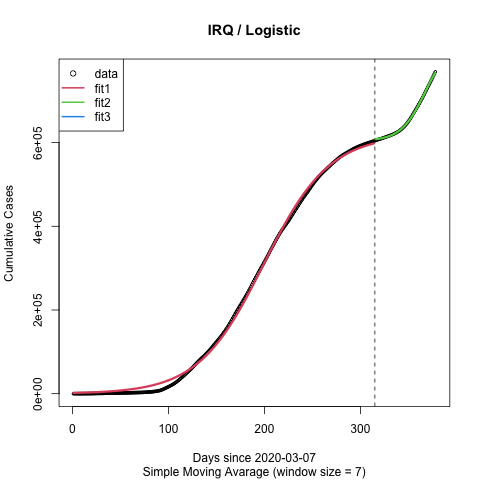 IRQ / Logistic
data
fit1
fit2
fit3
Cumulative Cases
6e+05
4e+05
2e+05
0e+00
0
100
200
300
Days since 2020-03-07
Simple Moving Avarage (window size = 7)